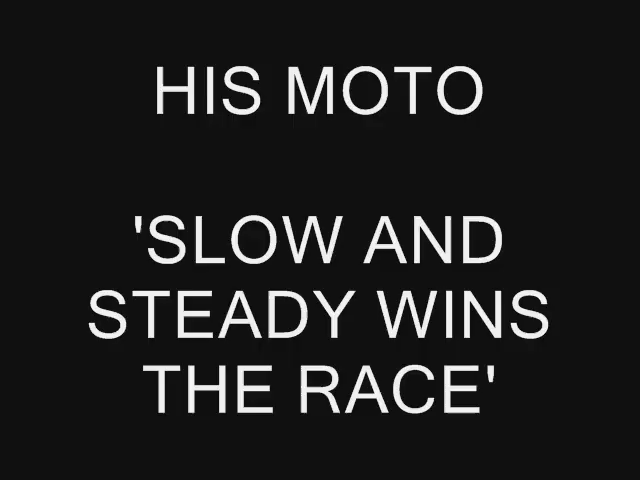 HIS MOTO
'SLOW AND
STEADY WINS
THE RACE'